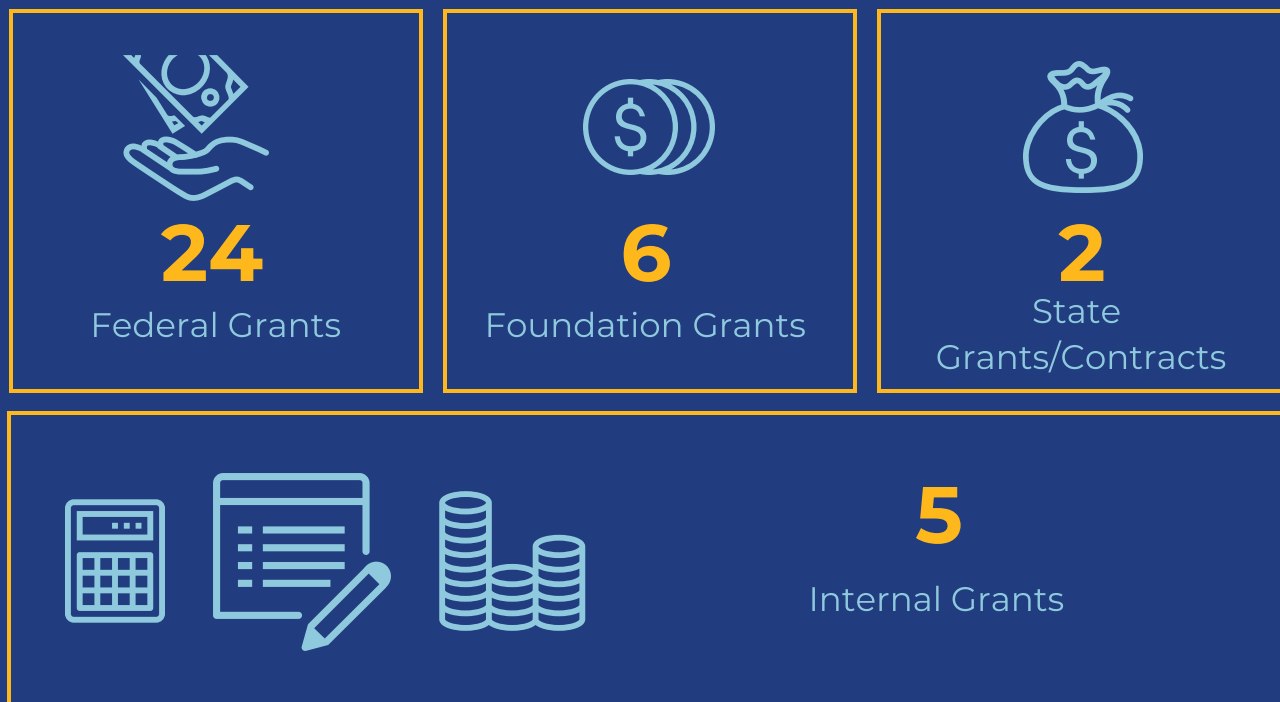 $
$
24
6
2
Federal Grants
Foundation Grants
State
Grants/Contracts
5
Internal Grants